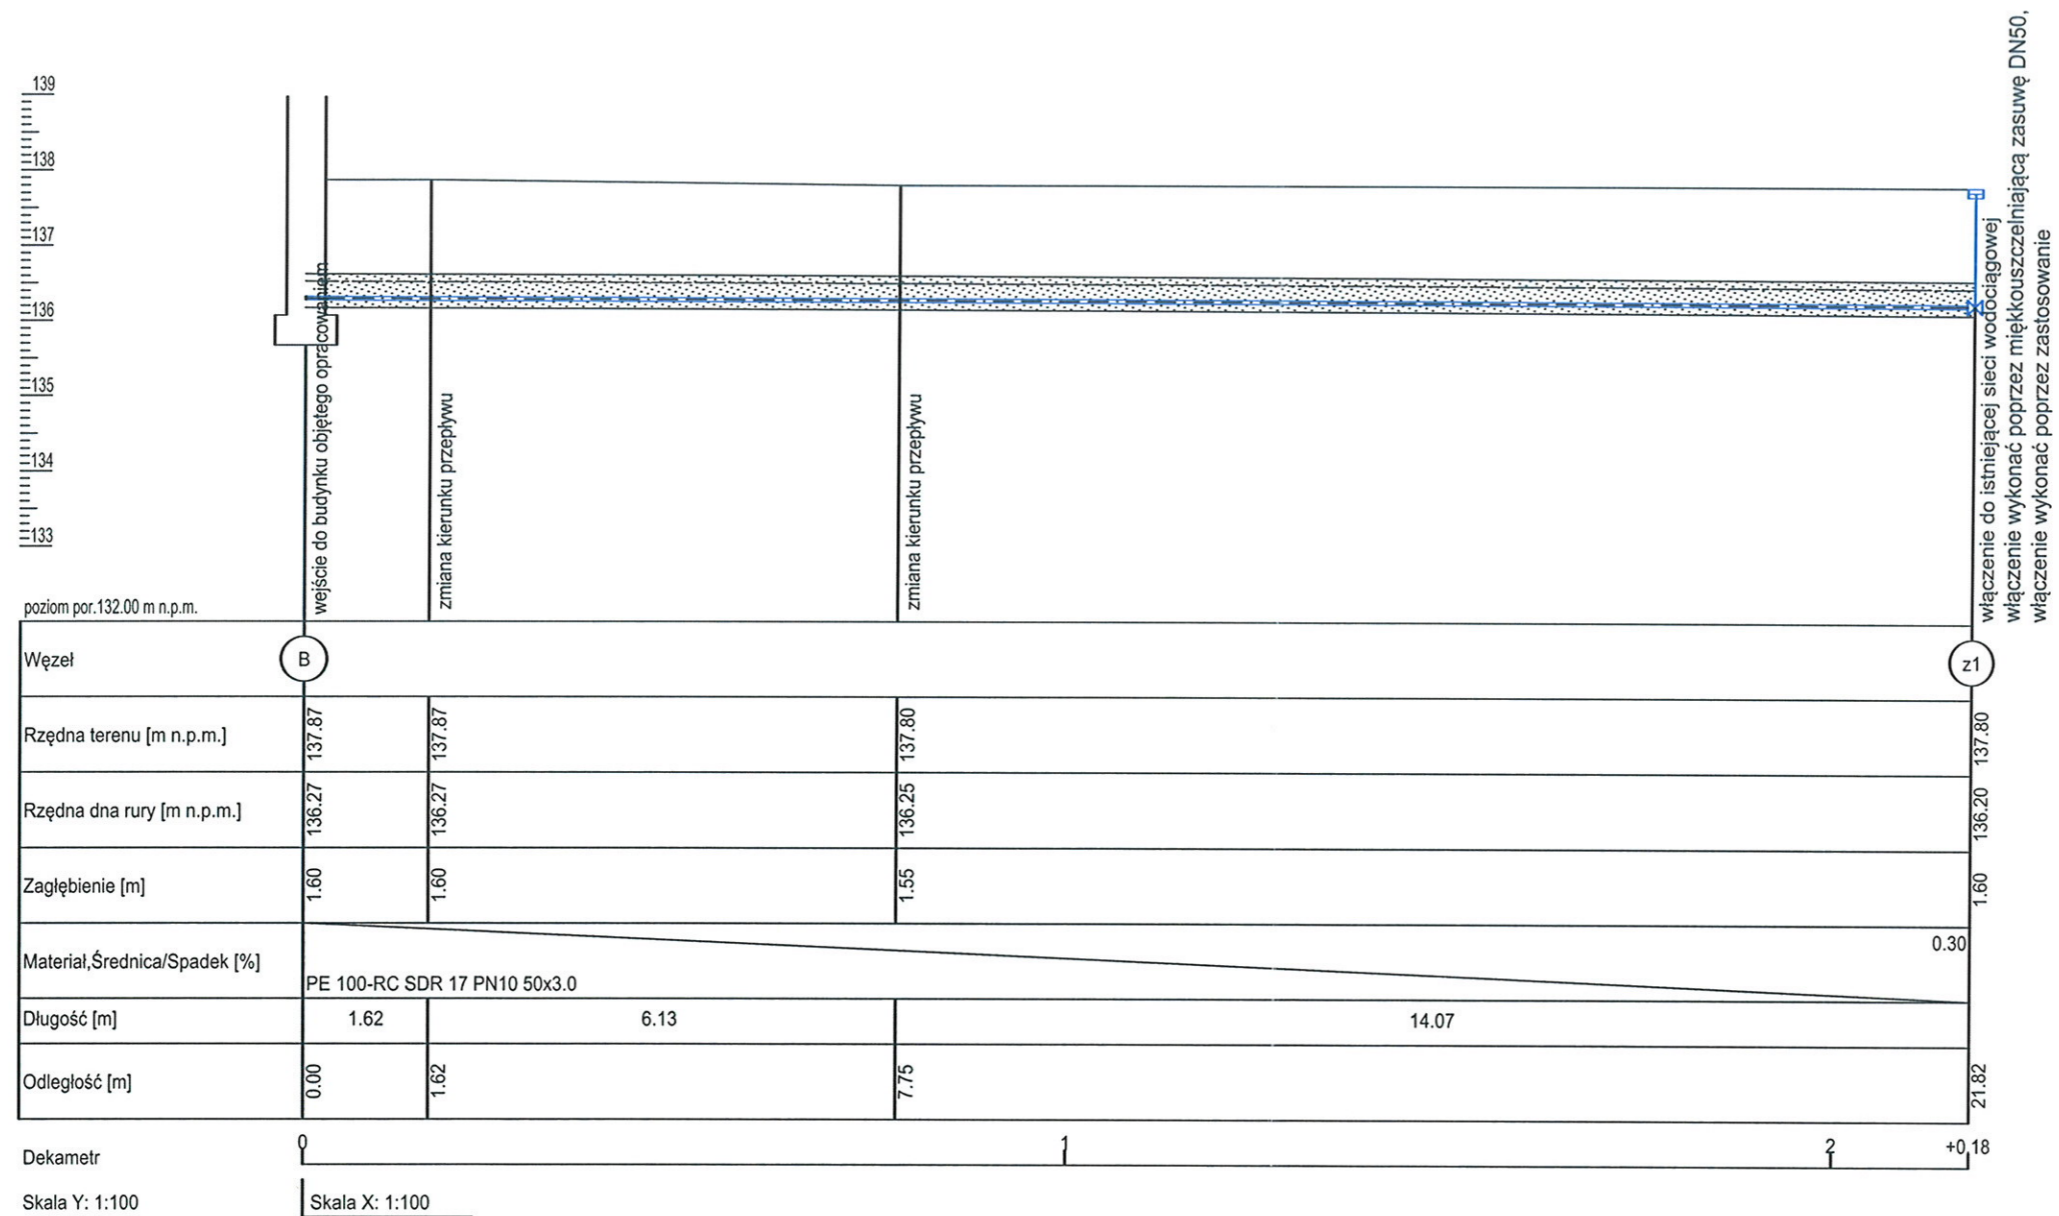 139
138
137
136
135
134
133
poziom por.132.00 m n.p.m.
wejście do budynku objętego opracowaniem
zmiana kierunku przepływu
zmiana kierunku przepływu
włączenie do istniejącej sieci wodociągowej
włączenie wykonać poprzez miękkouszczelniającą zasuwę DN50,
włączenie wykonać poprzez zastosowanie
Węzeł B z1
Rzędna terenu [m n.p.m.] 137.87 137.87 137.80 137.80
Rzędna dna rury [m n.p.m.] 136.27 136.27 136.25 136.20
Zagłębienie [m] 1.60 1.60 1.55 1.60
Materiał,Średnica/Spadek [%] PE 100-RC SDR 17 PN10 50x3.0 0.30
Długość [m] 1.62 6.13 14.07
Odległość [m] 0.00 1.62 7.75 21.82
Dekametr 0 1 2 +0,18
Skala Y: 1:100 Skala X: 1:100